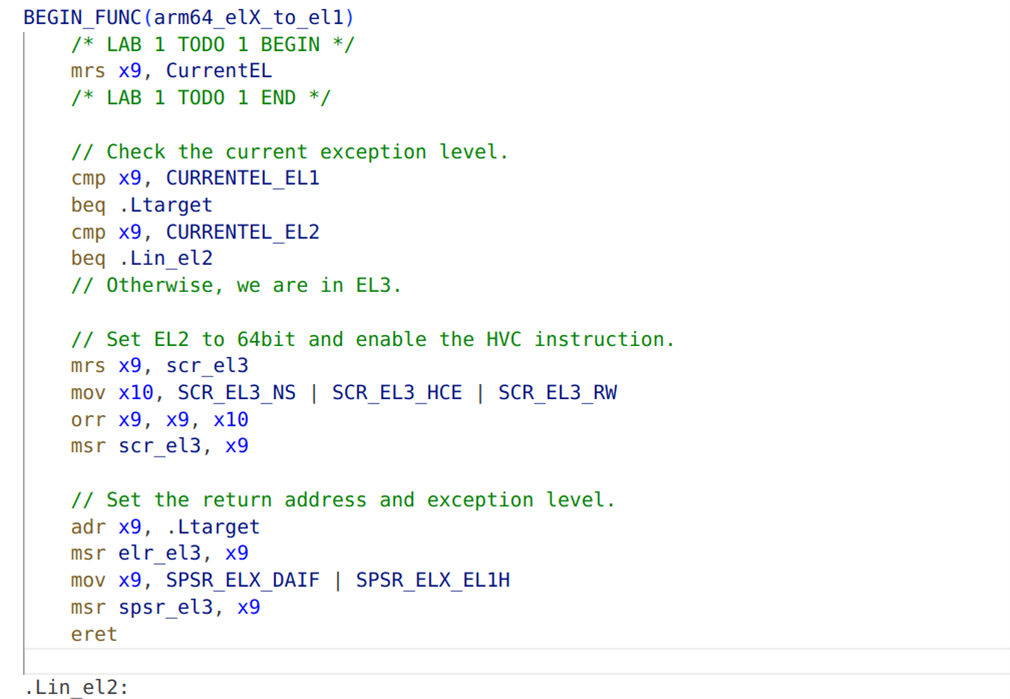 BEGIN_FUNC(arm64_elX_to_el1)
/* LAB 1 TODO 1 BEGIN */
mrs x9, CurrentEL
/* LAB 1 TODO 1 END */
// Check the current exception level.
cmp x9, CURRENTEL_EL1
beq .Ltarget
cmp x9, CURRENTEL_EL2
beq .Lin_el2
// Otherwise, we are in EL3.
// Set EL2 to 64bit and enable the HVC instruction.
mrs x9, scr_el3
mov x10, SCR_EL3_NS | SCR_EL3_HCE | SCR_EL3_RW
orr x9, x9, x10
msr scr_el3, x9
// Set the return address and exception level.
adr x9, .Ltarget
msr elr_el3, x9
mov x9, SPSR_ELX_DAIF | SPSR_ELX_EL1H
msr spsr_el3, x9
eret
.Lin_el2: